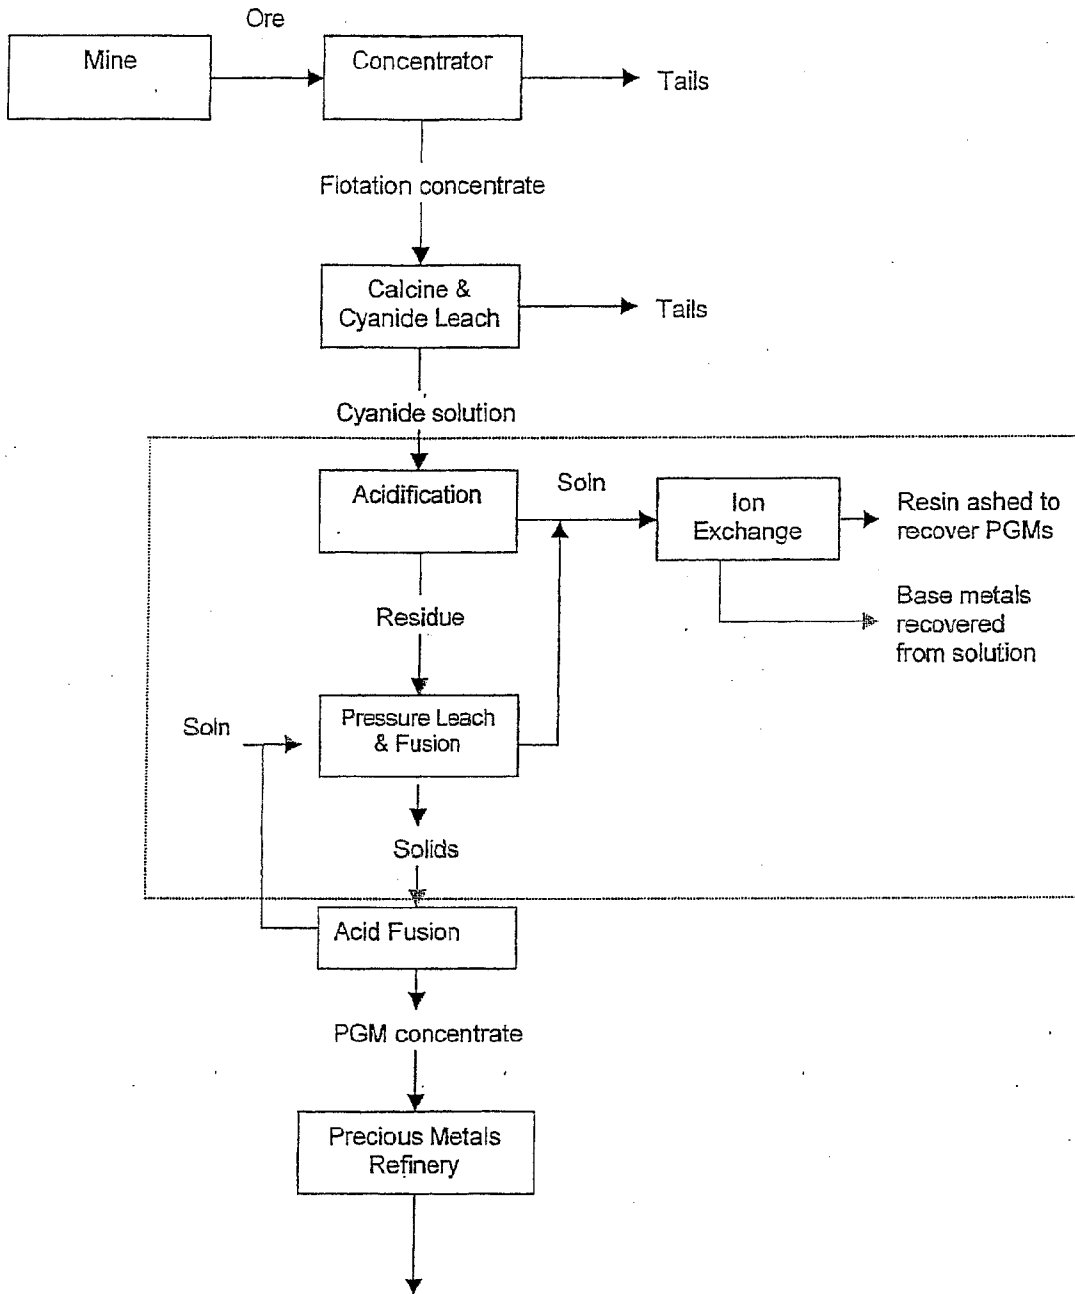 Ore
Mine
Concentrator
Tails
Flotation concentrate
Calcine &
Cyanide Leach
Tails
Cyanide solution
Acidification
Soln
Ion
Exchange
Resin ashed to
recover PGMs
Base metals
recovered
from solution
Residue
Soln
Pressure Leach
& Fusion
Solids
Acid Fusion
PGM concentrate
Precious Metals
Refinery